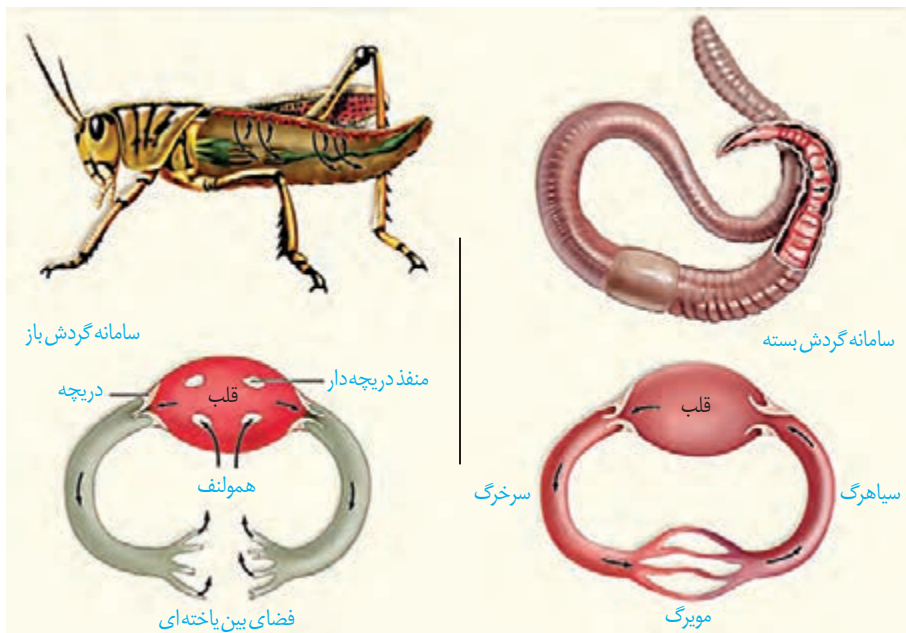 سامانه گردش بسته
قلب
سیاهرگ
سرخرگ
مویرگ
سامانه گردش باز
منفذ دریچه‌دار
دریچه
قلب
همولنف
فضای بین یاخته‌ای